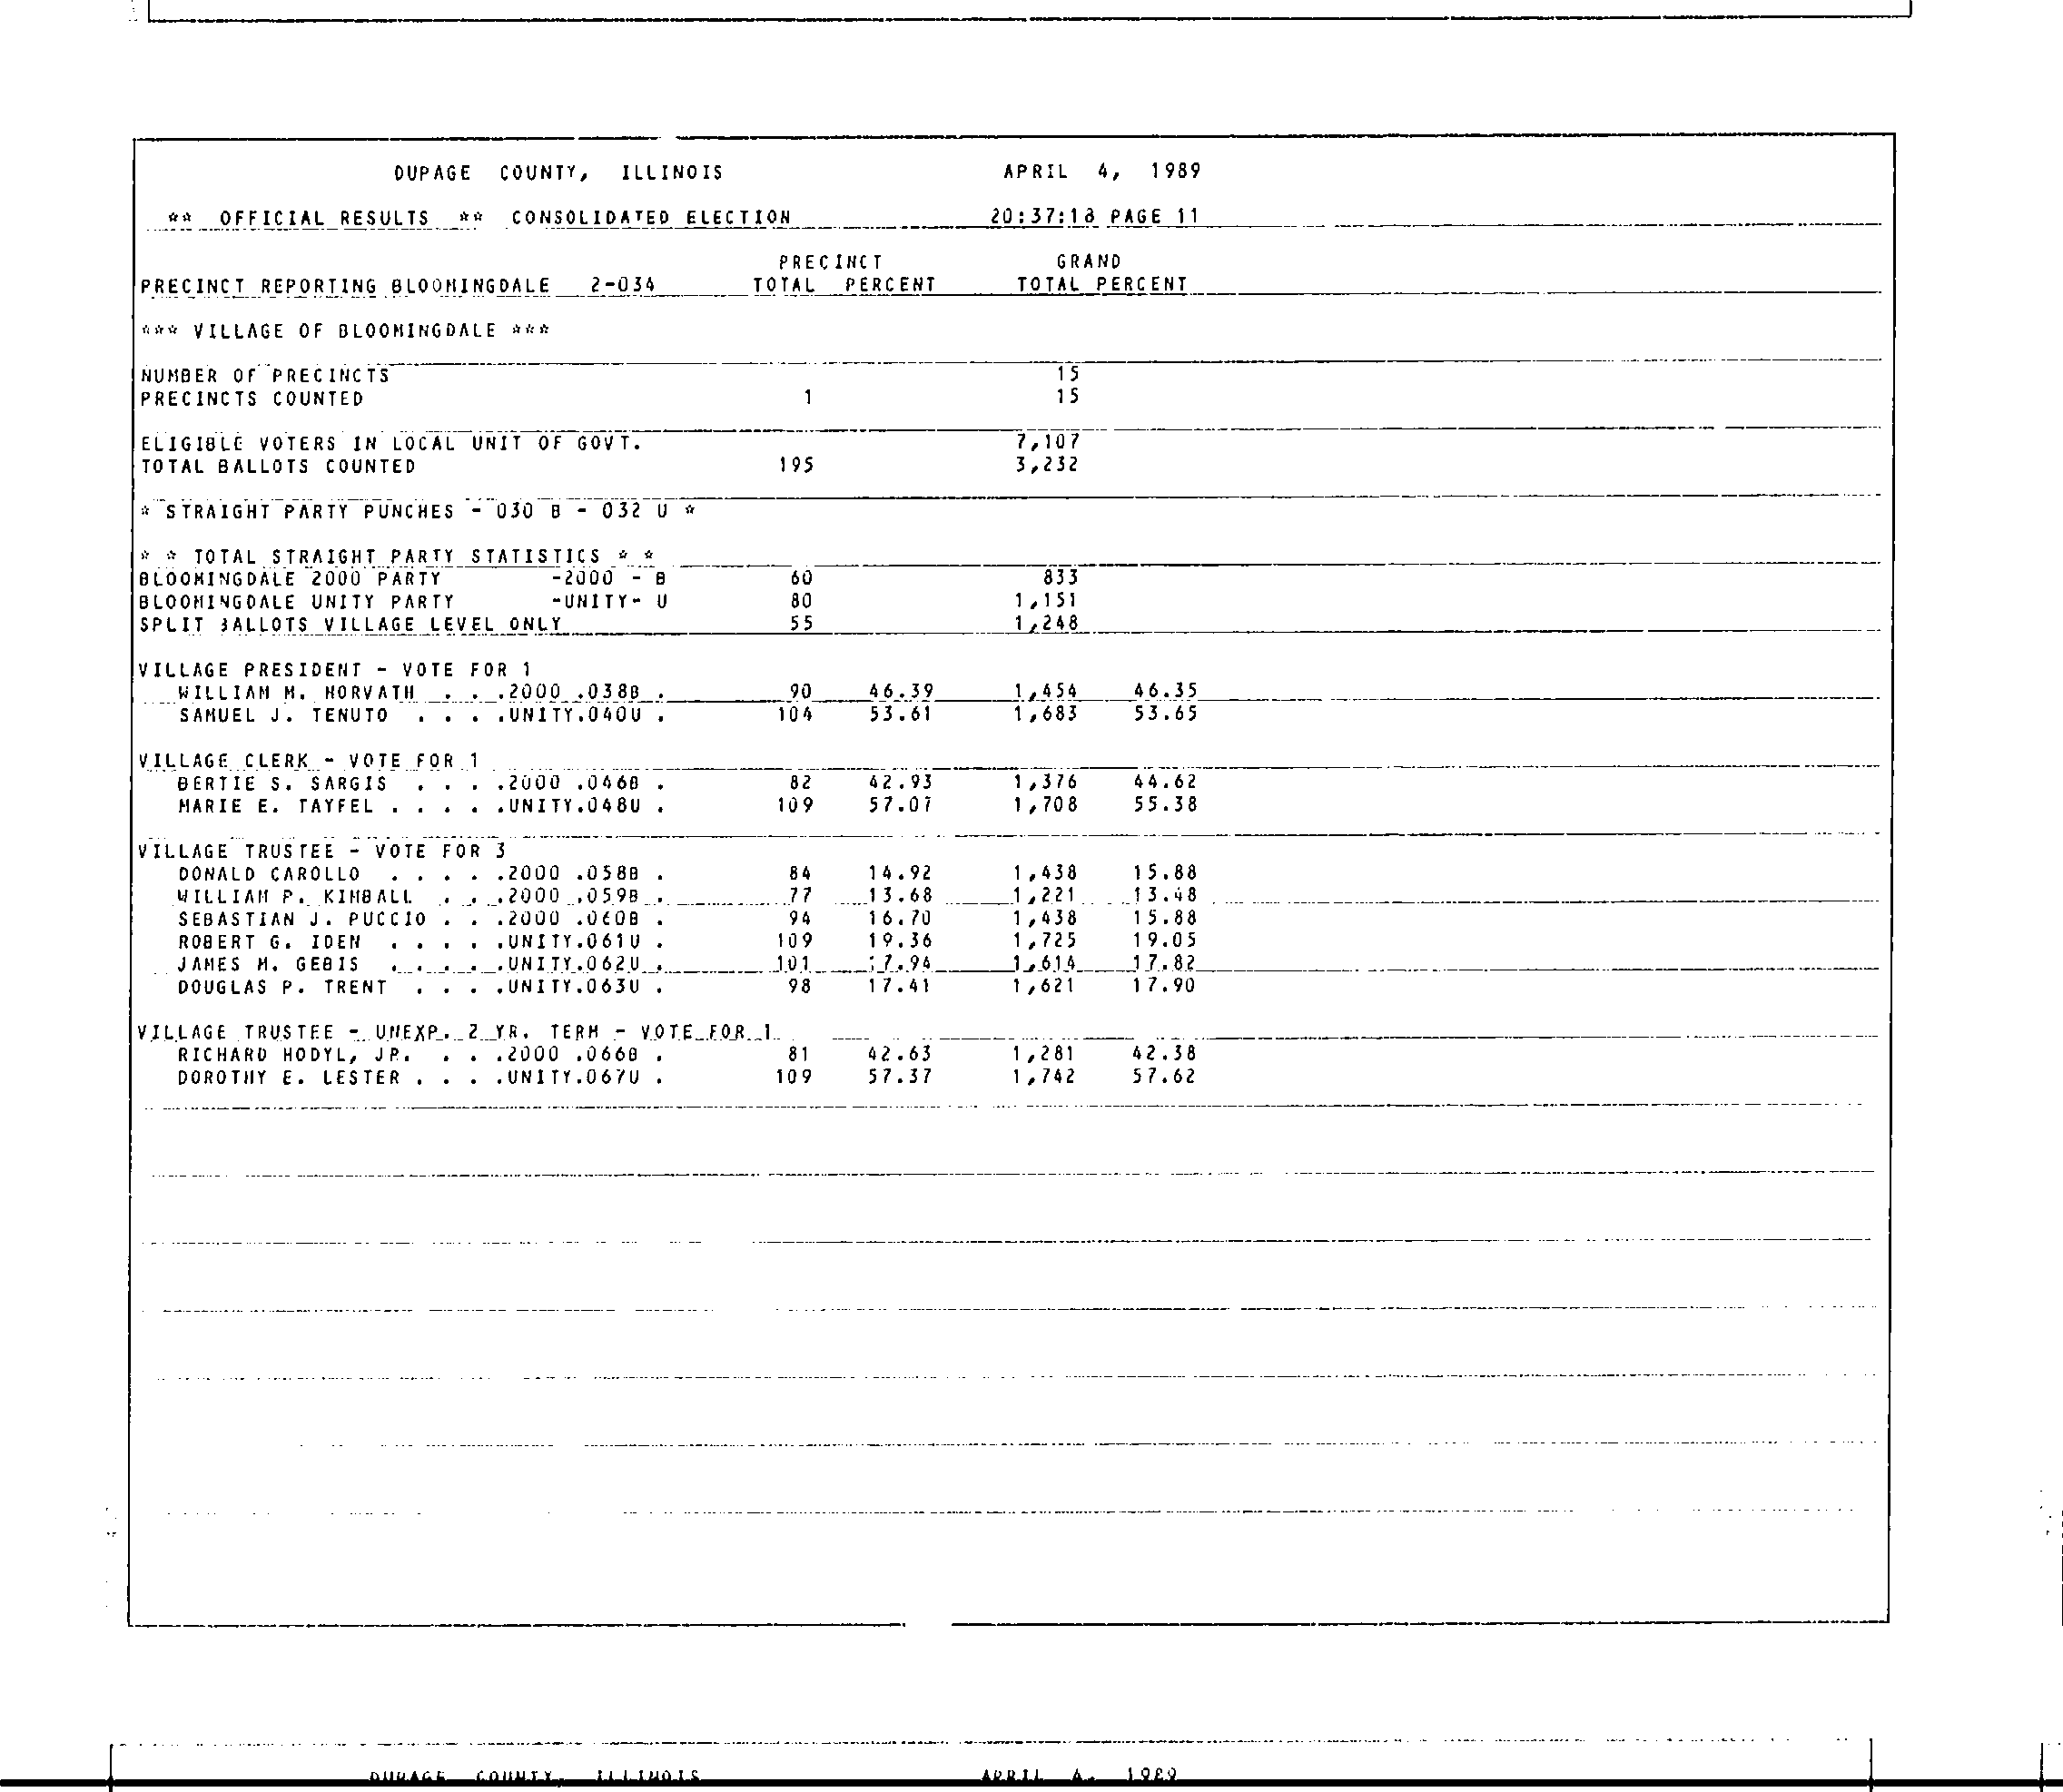 DUPAGE COUNTY, ILLINOIS APRIL 4, 1989
** OFFICIAL RESULTS ** CONSOLIDATED ELECTION 20:37:18 PAGE 11
PRECINCT GRAND
PRECINCT REPORTING BLOOMINGDALE 2-034 TOTAL PERCENT TOTAL PERCENT
*** VILLAGE OF BLOOMINGDALE ***
NUMBER OF PRECINCTS 15
PRECINCTS COUNTED 1 15
ELIGIBLE VOTERS IN LOCAL UNIT OF GOVT. 7,107
TOTAL BALLOTS COUNTED 195 3,232
* STRAIGHT PARTY PUNCHES - 030 B - 032 U *
* * TOTAL STRAIGHT PARTY STATISTICS * *
BLOOMINGDALE 2000 PARTY -2000 - B 60 833
BLOOMINGDALE UNITY PARTY -UNITY- U 80 1,151
SPLIT BALLOTS VILLAGE LEVEL ONLY 55 1,248
VILLAGE PRESIDENT - VOTE FOR 1
WILLIAM M. HORVATH . . .2000 .038B . 90 46.39 1,454 46.35
SAMUEL J. TENUTO . . . .UNITY.040U . 104 53.61 1,683 53.65
VILLAGE CLERK - VOTE FOR 1
BERTIE S. SARGIS . . . .2000 .046B . 82 42.93 1,376 44.62
MARIE E. TAYFEL . . . . .UNITY.048U . 109 57.07 1,708 55.38
VILLAGE TRUSTEE - VOTE FOR 3
DONALD CAROLLO . . . . .2000 .058B . 84 14.92 1,438 15.88
WILLIAM P. KIMBALL . . .2000 .059B . 77 13.68 1,221 13.48
SEBASTIAN J. PUCCIO . . .2000 .060B . 94 16.70 1,438 15.88
ROBERT G. IDEN . . . . .UNITY.061U . 109 19.36 1,725 19.05
JAMES M. GEBIS . . . . .UNITY.062U . 101 17.94 1,614 17.82
DOUGLAS P. TRENT . . . .UNITY.063U . 98 17.41 1,621 17.90
VILLAGE TRUSTEE - UNEXP. 2 YR. TERM - VOTE FOR 1
RICHARD HODYL, JR. . . .2000 .066B . 81 42.63 1,281 42.38
DOROTHY E. LESTER . . . .UNITY.067U . 109 57.37 1,742 57.62
DUPAGE COUNTY, ILLINOIS APRIL 4, 1989